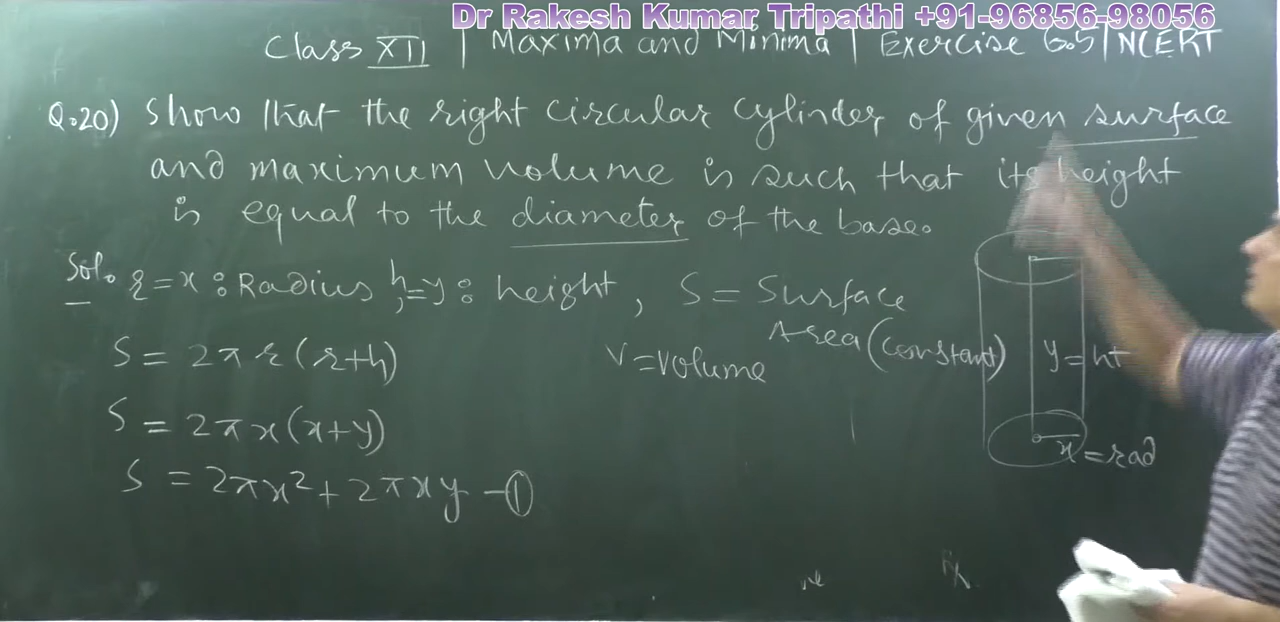 Dr Rakesh Kumar Tripathi +91-96856-98056
Class XII | Maxima and Minima | Exercise 6.5 | NCERT
Q.20) Show that the right circular cylinder of given surface
and maximum volume is such that its height
is equal to the diameter of the base.
Sol. r = x : Radius, h = y : height, S = Surface
Area (constant)
S = 2πr(r+h)
V = volume
y = ht
S = 2πx(x+y)
x = rad
S = 2πx² + 2πxy —①